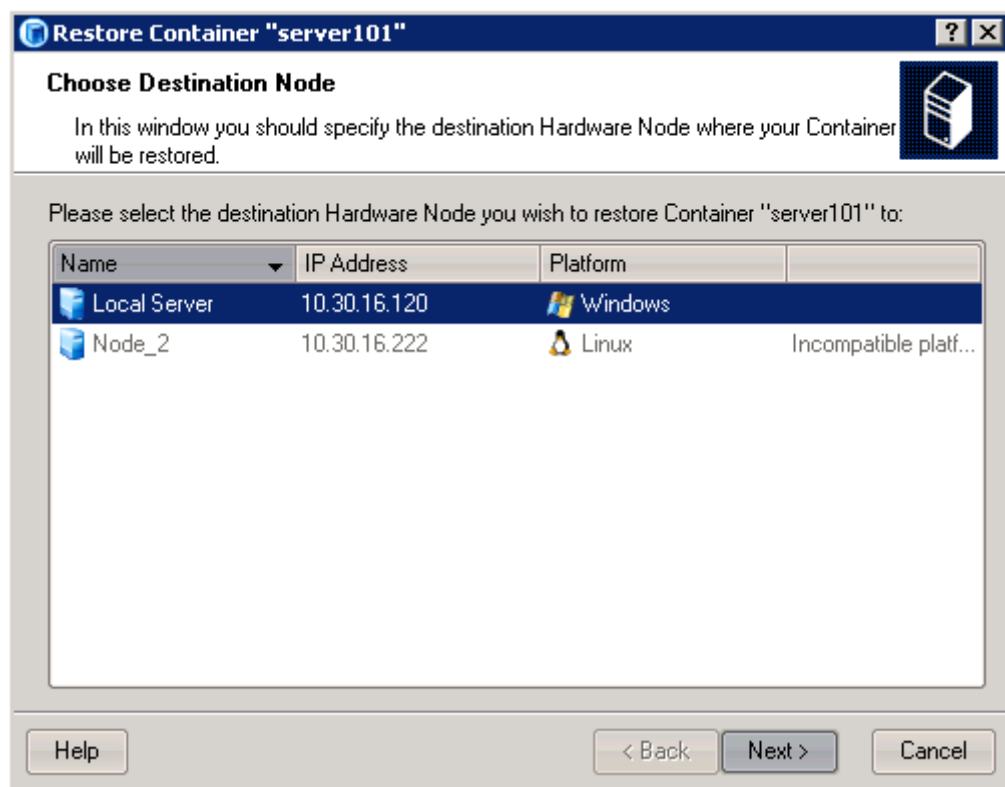 Restore Container "server101"
Choose Destination Node
In this window you should specify the destination Hardware Node where your Container
will be restored.
Please select the destination Hardware Node you wish to restore Container "server101" to:
Name IP Address Platform
Local Server 10.30.16.120 Windows
Node_2 10.30.16.222 Linux Incompatible platf...
Help < Back Next > Cancel